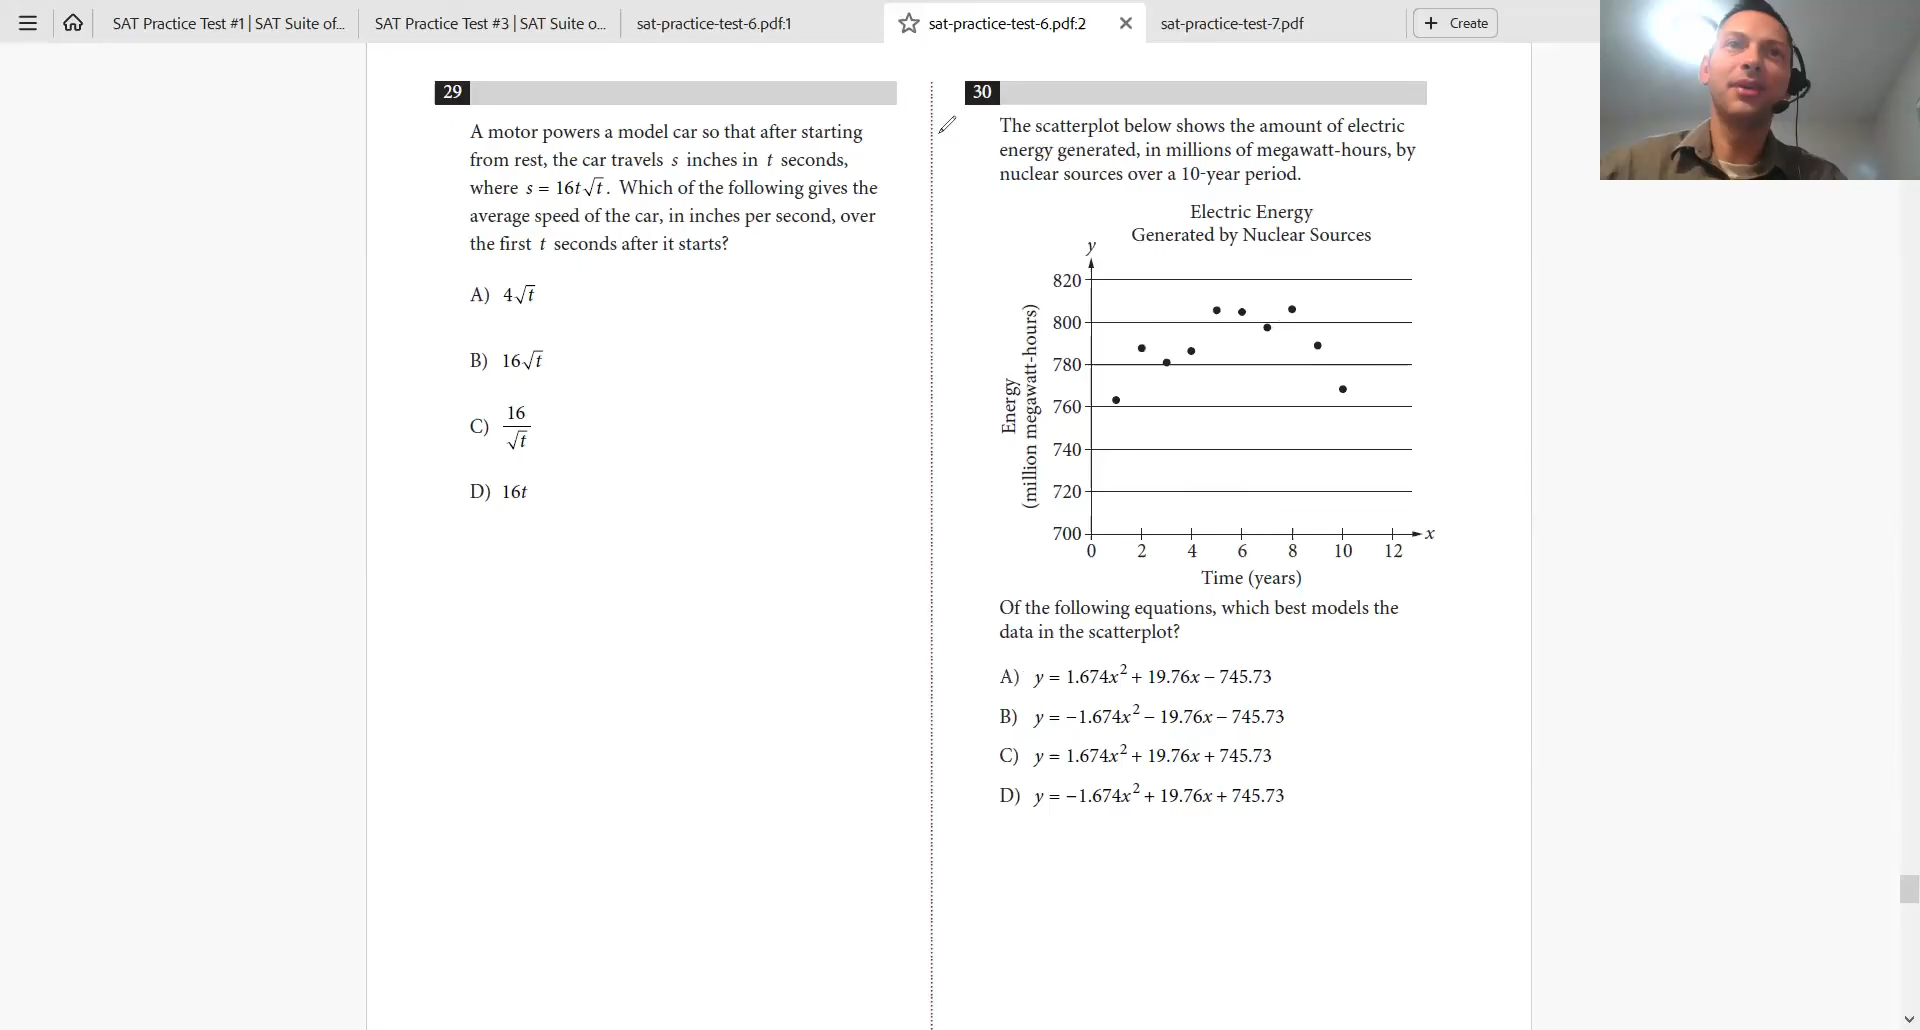 SAT Practice Test #1 | SAT Suite of...
SAT Practice Test #3 | SAT Suite o...
sat-practice-test-6.pdf:1
sat-practice-test-6.pdf:2
sat-practice-test-7.pdf
+ Create
29
A motor powers a model car so that after starting
from rest, the car travels s inches in t seconds,
where s = 16t√t. Which of the following gives the
average speed of the car, in inches per second, over
the first t seconds after it starts?
A) 4√t
B) 16√t
C) 16/√t
D) 16t
30
The scatterplot below shows the amount of electric
energy generated, in millions of megawatt-hours, by
nuclear sources over a 10-year period.
Electric Energy
Generated by Nuclear Sources
y
820
800
780
760
740
720
700
Energy
(million megawatt-hours)
0 2 4 6 8 10 12
x
Time (years)
Of the following equations, which best models the
data in the scatterplot?
A) y = 1.674x² + 19.76x − 745.73
B) y = −1.674x² − 19.76x − 745.73
C) y = 1.674x² + 19.76x + 745.73
D) y = −1.674x² + 19.76x + 745.73